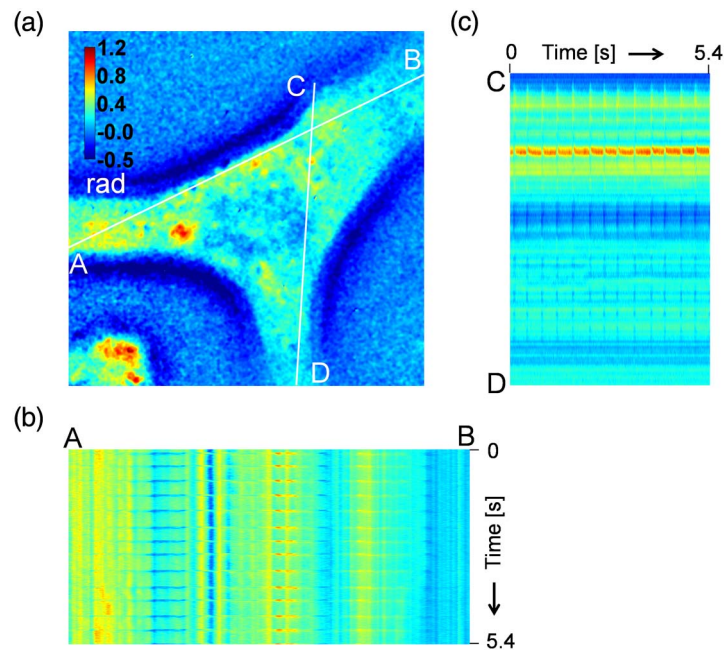 (a)
1.2
0.8
0.4
-0.0
-0.5
rad
A
B
C
D
(c)
0 Time [s] → 5.4
C
D
(b)
A B
0
Time [s] →
5.4